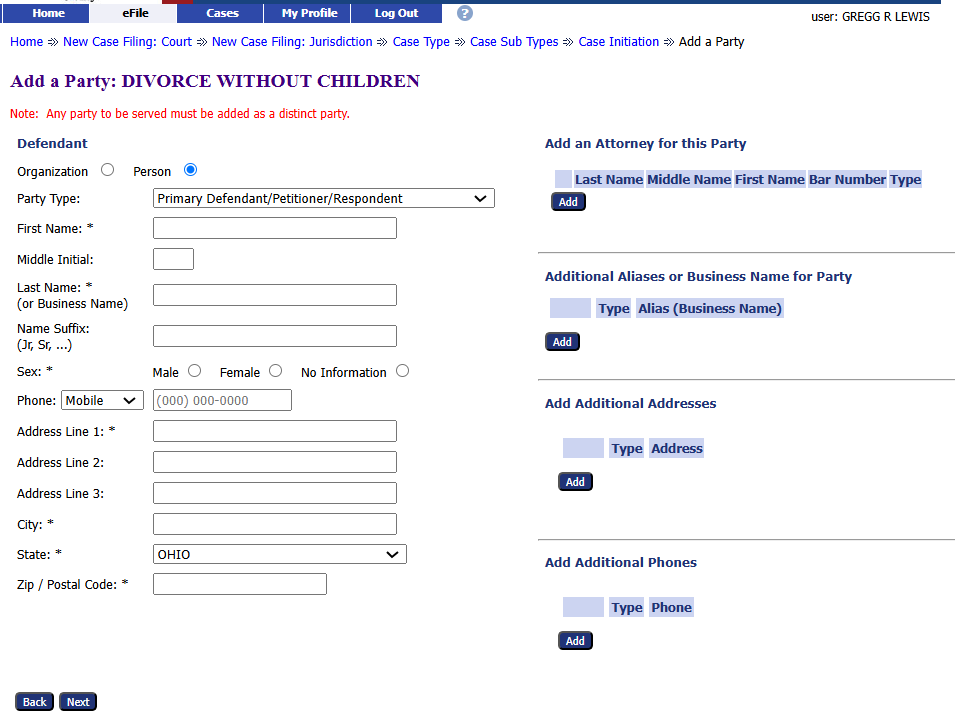 Home eFile Cases My Profile Log Out ?
user: GREGG R LEWIS
Home ⇒ New Case Filing: Court ⇒ New Case Filing: Jurisdiction ⇒ Case Type ⇒ Case Sub Types ⇒ Case Initiation ⇒ Add a Party
Add a Party: DIVORCE WITHOUT CHILDREN
Note: Any party to be served must be added as a distinct party.
Defendant
Organization Person
Party Type: Primary Defendant/Petitioner/Respondent
First Name: *
Middle Initial:
Last Name: *
(or Business Name)
Name Suffix:
(Jr, Sr, ...)
Sex: * Male Female No Information
Phone: Mobile (000) 000-0000
Address Line 1: *
Address Line 2:
Address Line 3:
City: *
State: * OHIO
Zip / Postal Code: *
Back Next
Add an Attorney for this Party
Last Name Middle Name First Name Bar Number Type
Add
Additional Aliases or Business Name for Party
Type Alias (Business Name)
Add
Add Additional Addresses
Type Address
Add
Add Additional Phones
Type Phone
Add